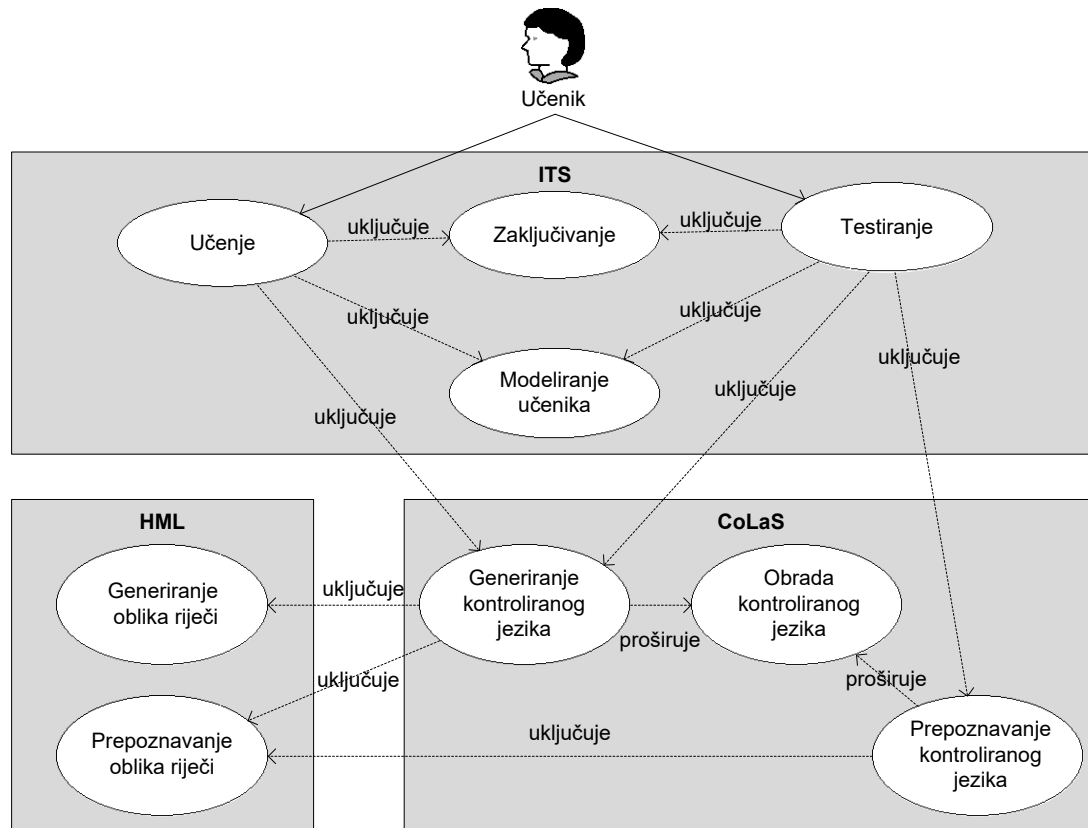 Učenik
ITS
Učenje
uključuje
Zaključivanje
uključuje
Testiranje
uključuje
uključuje
uključuje
Modeliranje
učenika
uključuje
uključuje
HML
CoLaS
Generiranje
oblika riječi
uključuje
Generiranje
kontroliranog
jezika
proširuje
Obrada
kontroliranog
jezika
uključuje
proširuje
Prepoznavanje
oblika riječi
uključuje
Prepoznavanje
kontroliranog
jezika